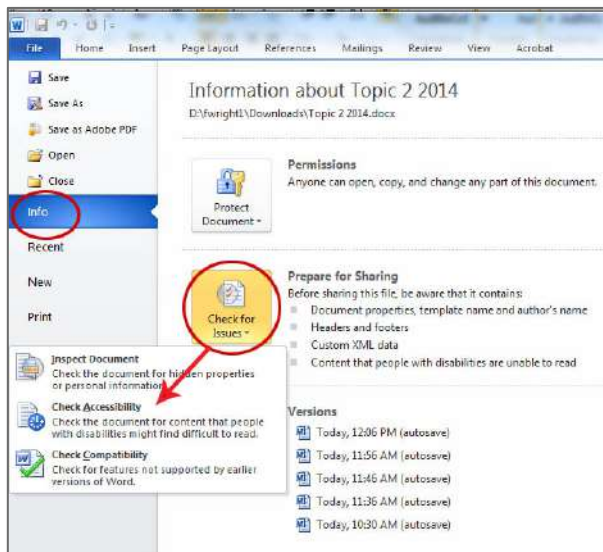 File Home Insert Page Layout References Mailings Review View Acrobat
Save
Save As
Save as Adobe PDF
Open
Close
Info
Recent
New
Print
Information about Topic 2 2014
D:\fwright1\Downloads\Topic 2 2014.docx
Protect
Document
Permissions
Anyone can open, copy, and change any part of this document.
Check for
Issues
Prepare for Sharing
Before sharing this file, be aware that it contains:
Document properties, template name and author's name
Headers and footers
Custom XML data
Content that people with disabilities are unable to read
Inspect Document
Check the document for hidden properties
or personal information.
Check Accessibility
Check the document for content that people
with disabilities might find difficult to read.
Check Compatibility
Check for features not supported by earlier
versions of Word.
Versions
Today, 12:06 PM (autosave)
Today, 11:56 AM (autosave)
Today, 11:46 AM (autosave)
Today, 11:36 AM (autosave)
Today, 10:30 AM (autosave)